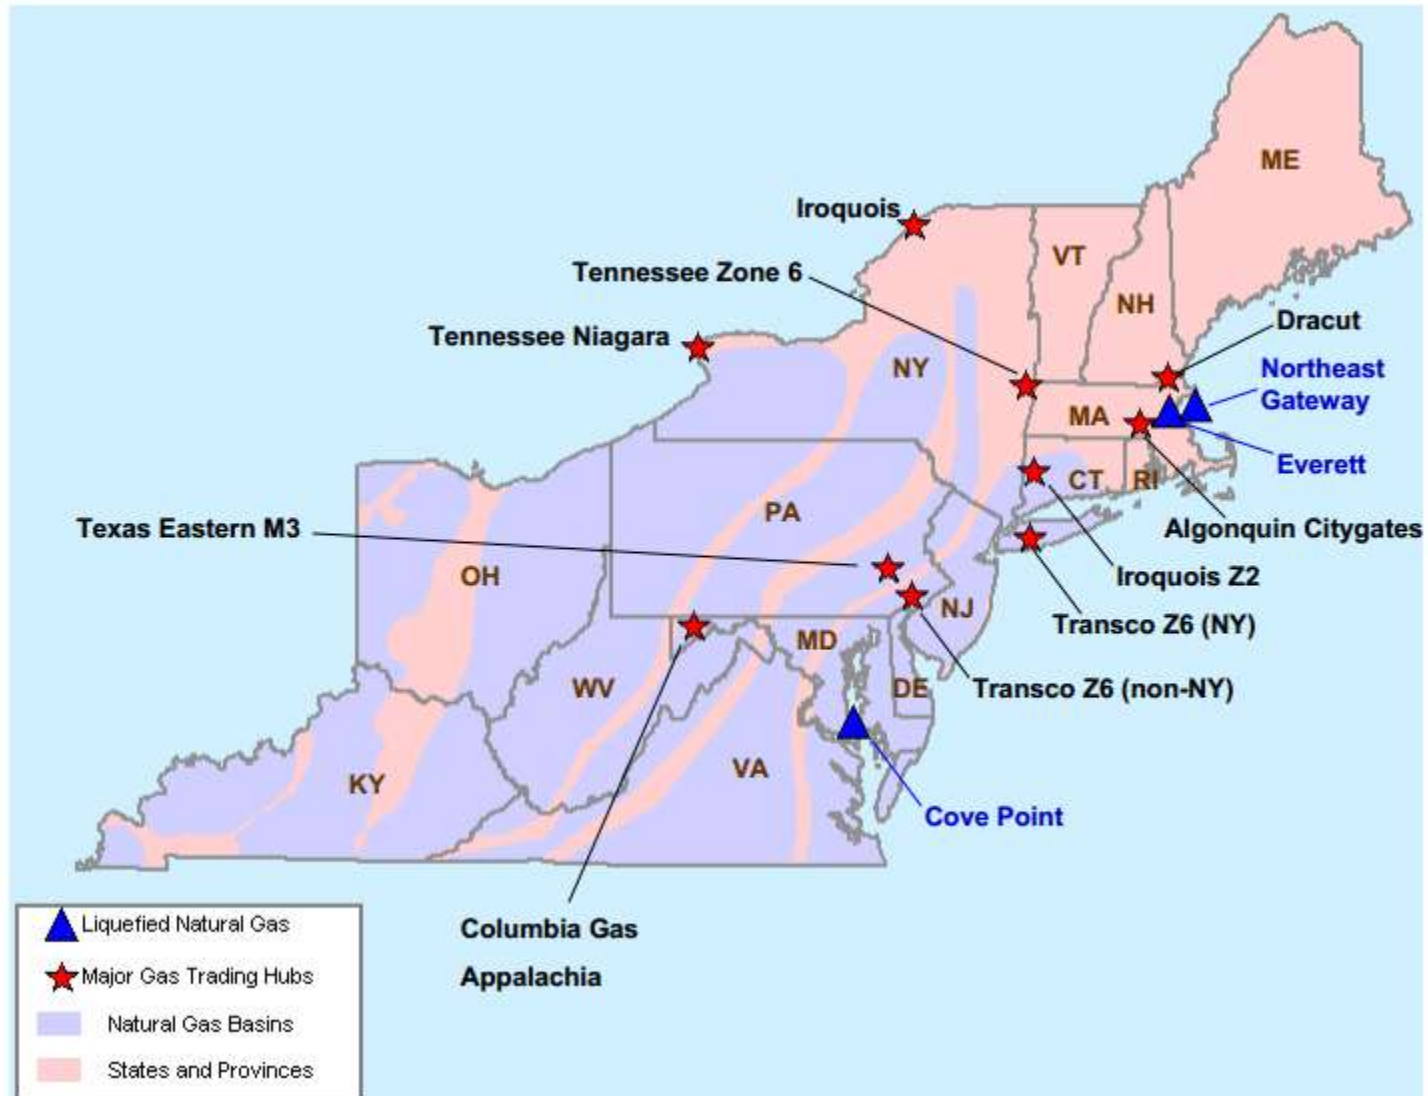 ME
Iroquois
VT
Tennessee Zone 6
NH
Dracut
Tennessee Niagara
NY
Northeast
Gateway
MA
Everett
CT
RI
PA
Texas Eastern M3
Algonquin Citygates
OH
Iroquois Z2
NJ
Transco Z6 (NY)
MD
WV
DE
Transco Z6 (non-NY)
VA
KY
Cove Point
Columbia Gas
Appalachia
Liquefied Natural Gas
Major Gas Trading Hubs
Natural Gas Basins
States and Provinces